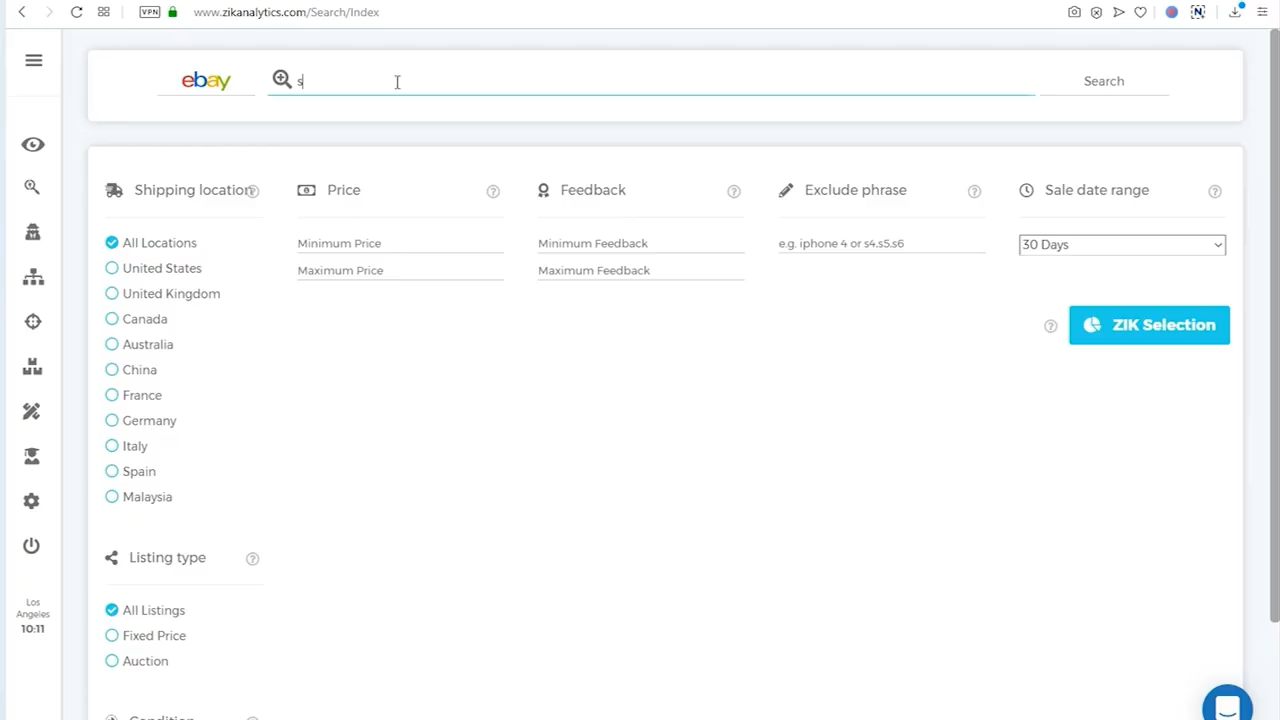 VPN www.zikanalytics.com/Search/Index
ebay s Search
Shipping location
All Locations
United States
United Kingdom
Canada
Australia
China
France
Germany
Italy
Spain
Malaysia
Price
Minimum Price
Maximum Price
Feedback
Minimum Feedback
Maximum Feedback
Exclude phrase
e.g. iphone 4 or s4,s5,s6
Sale date range
30 Days
ZIK Selection
Listing type
All Listings
Fixed Price
Auction
Condition
Los
Angeles
10:11